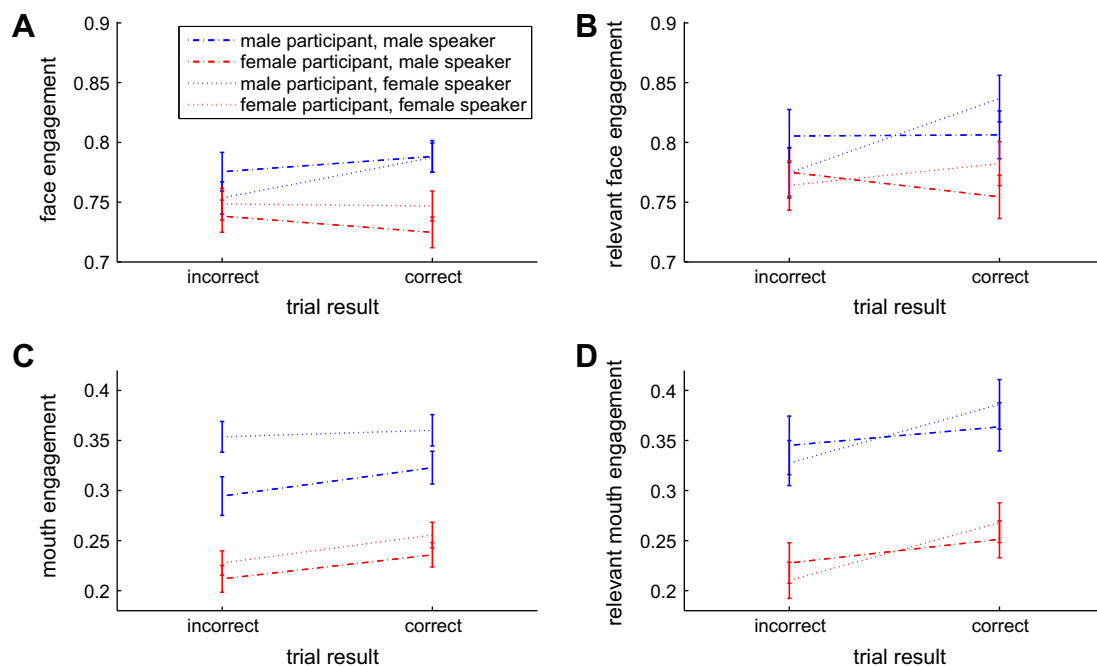 A
0.9
0.85
0.8
0.75
0.7
face engagement
male participant, male speaker
female participant, male speaker
male participant, female speaker
female participant, female speaker
incorrect
correct
trial result
B
0.9
0.85
0.8
0.75
0.7
relevant face engagement
incorrect
correct
trial result
C
0.4
0.35
0.3
0.25
0.2
mouth engagement
incorrect
correct
trial result
D
0.4
0.35
0.3
0.25
0.2
relevant mouth engagement
incorrect
correct
trial result